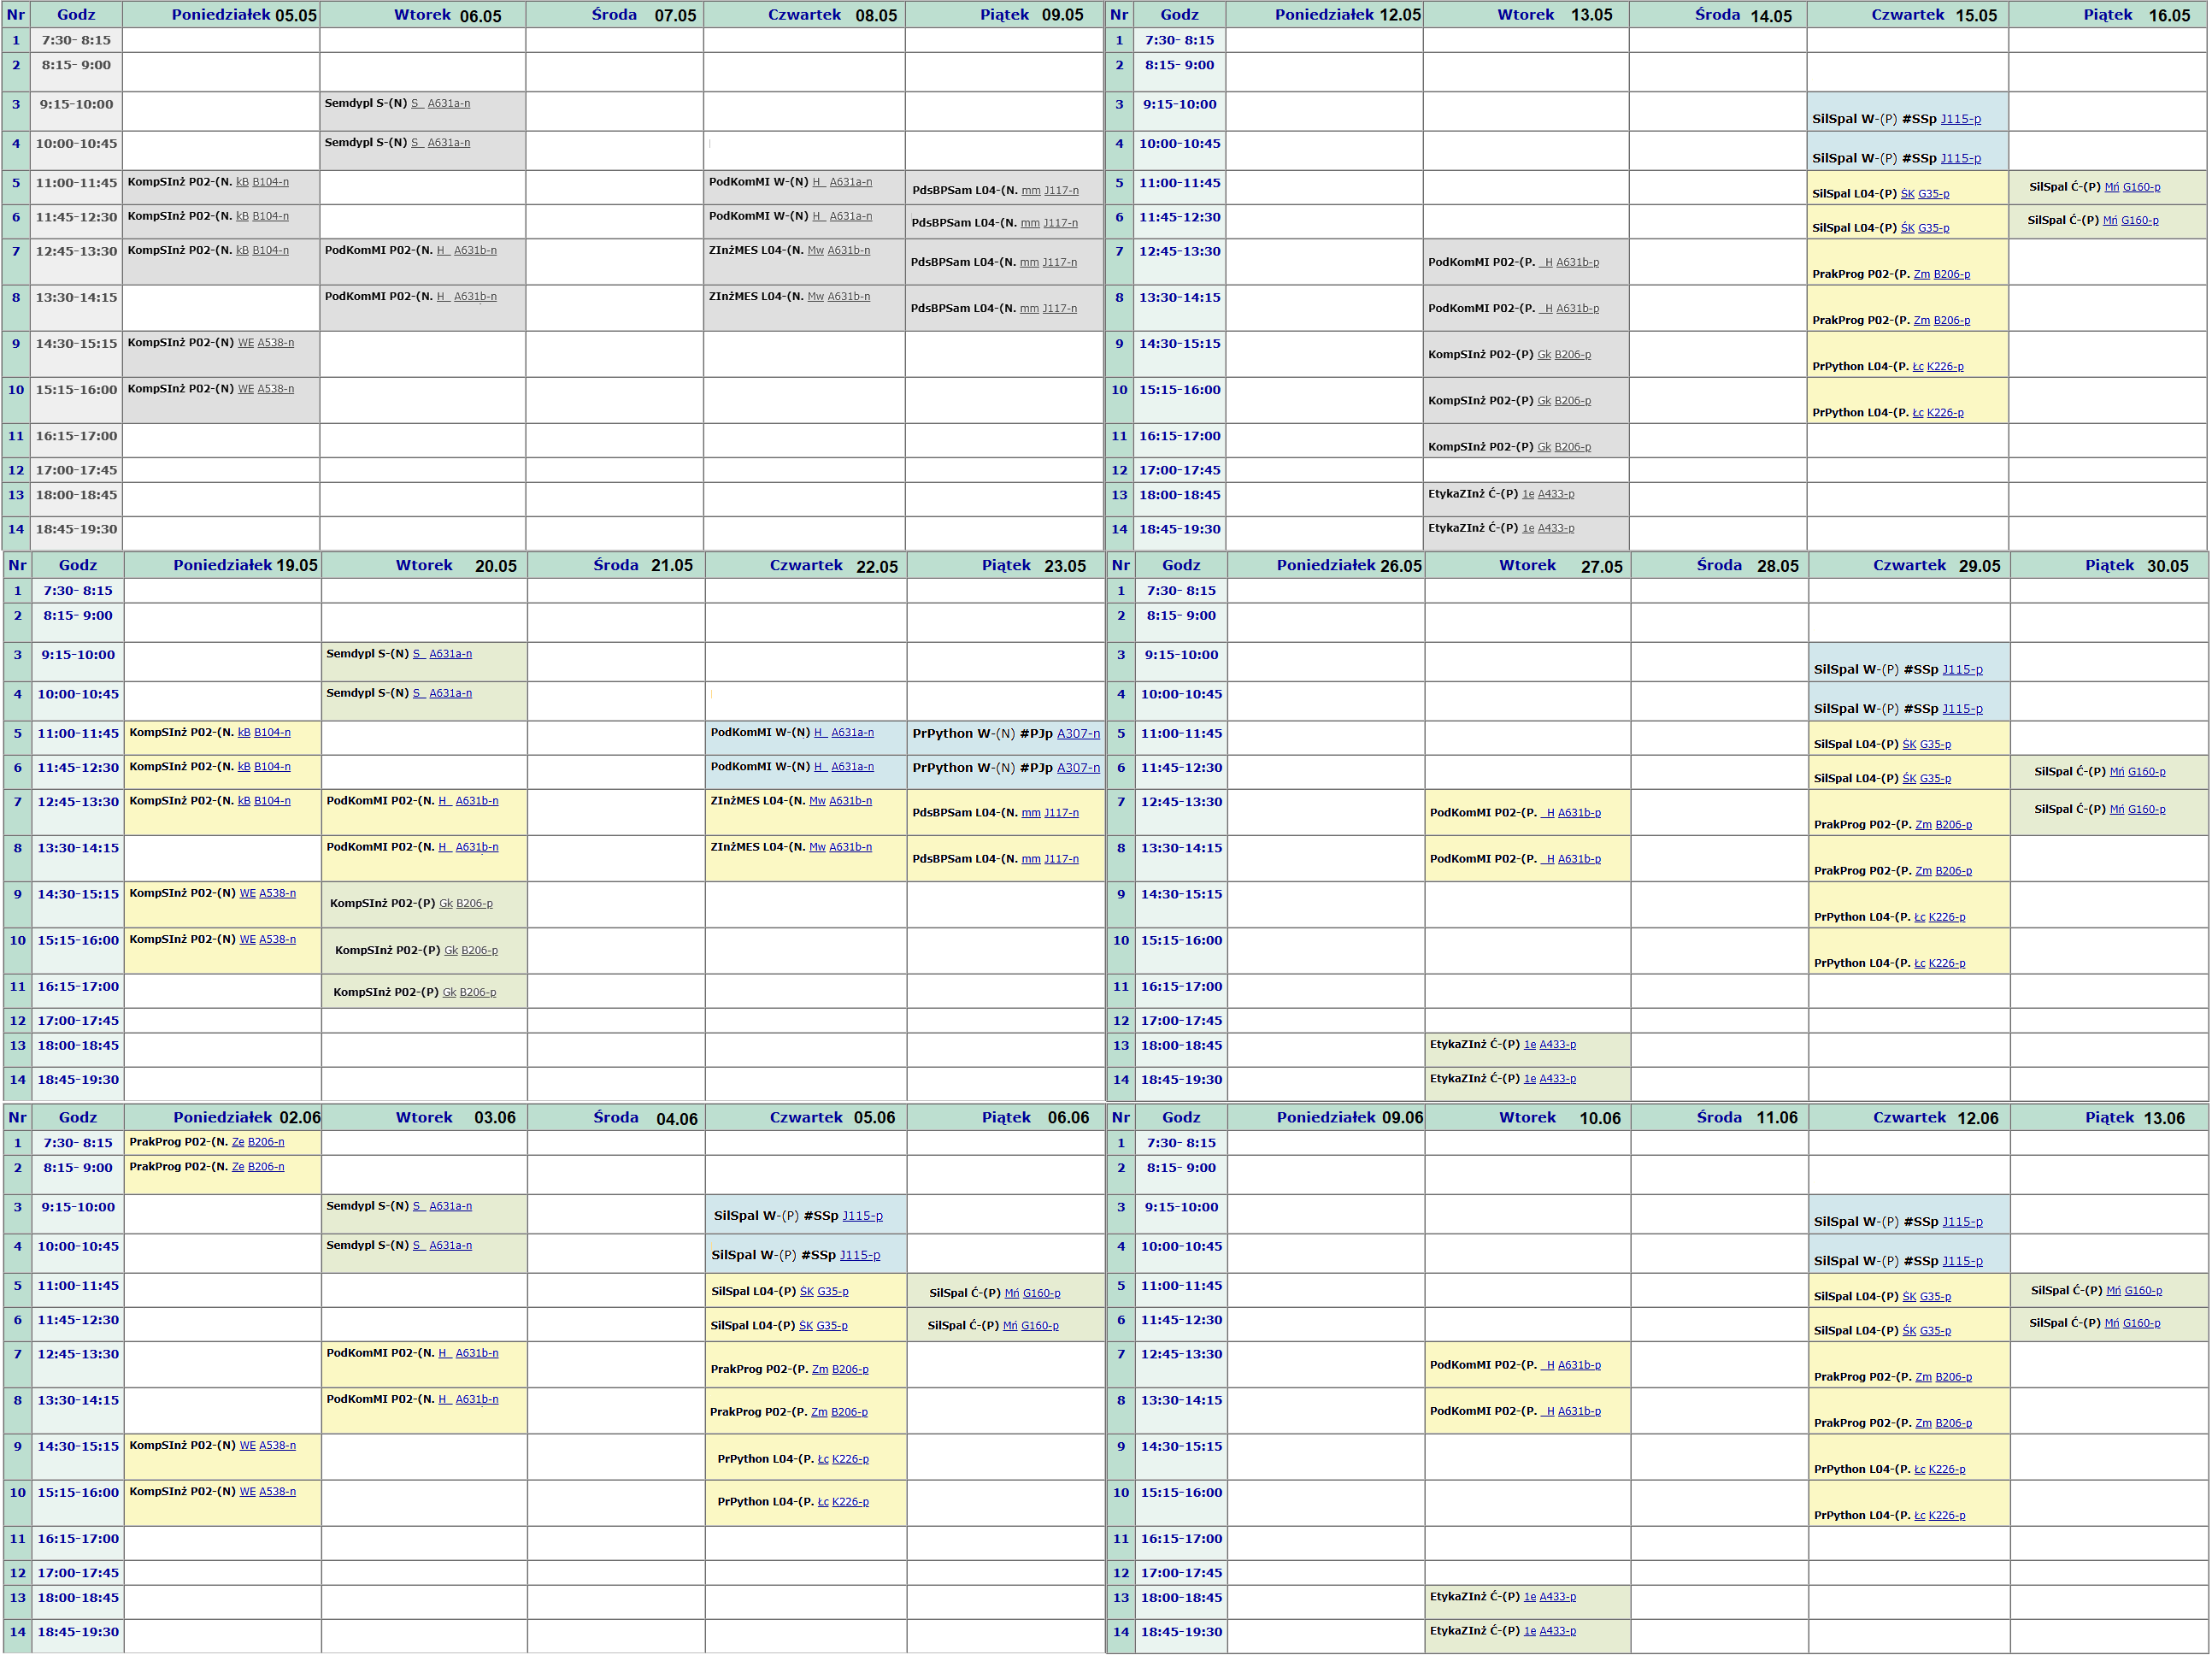 Nr Godz Poniedziałek 05.05 Wtorek 06.05 Środa 07.05 Czwartek 08.05 Piątek 09.05
1 7:30- 8:15
2 8:15- 9:00
3 9:15-10:00 Semdypl S-(N) S_ A631a-n
4 10:00-10:45 Semdypl S-(N) S_ A631a-n
5 11:00-11:45 KompSInż P02-(N. kB B104-n PodKomMI W-(N) H_ A631a-n PdsBPSam L04-(N. mm J117-n
6 11:45-12:30 KompSInż P02-(N. kB B104-n PodKomMI W-(N) H_ A631a-n PdsBPSam L04-(N. mm J117-n
7 12:45-13:30 KompSInż P02-(N. kB B104-n PodKomMI P02-(N. H_ A631b-n ZInżMES L04-(N. Mw A631b-n PdsBPSam L04-(N. mm J117-n
8 13:30-14:15 PodKomMI P02-(N. H_ A631b-n ZInżMES L04-(N. Mw A631b-n PdsBPSam L04-(N. mm J117-n
9 14:30-15:15 KompSInż P02-(N) WE A538-n
10 15:15-16:00 KompSInż P02-(N) WE A538-n
11 16:15-17:00
12 17:00-17:45
13 18:00-18:45
14 18:45-19:30
Nr Godz Poniedziałek 12.05 Wtorek 13.05 Środa 14.05 Czwartek 15.05 Piątek 16.05
1 7:30- 8:15
2 8:15- 9:00
3 9:15-10:00 SilSpal W-(P) #SSp J115-p
4 10:00-10:45 SilSpal W-(P) #SSp J115-p
5 11:00-11:45 SilSpal L04-(P) ŚK G35-p SilSpal Ć-(P) Mń G160-p
6 11:45-12:30 SilSpal L04-(P) ŚK G35-p SilSpal Ć-(P) Mń G160-p
7 12:45-13:30 PodKomMI P02-(P. _H A631b-p PrakProg P02-(P. Zm B206-p
8 13:30-14:15 PodKomMI P02-(P. _H A631b-p PrakProg P02-(P. Zm B206-p
9 14:30-15:15 KompSInż P02-(P) Gk B206-p PrPython L04-(P. Łc K226-p
10 15:15-16:00 KompSInż P02-(P) Gk B206-p PrPython L04-(P. Łc K226-p
11 16:15-17:00 KompSInż P02-(P) Gk B206-p
12 17:00-17:45
13 18:00-18:45 EtykaZInż Ć-(P) 1e A433-p
14 18:45-19:30 EtykaZInż Ć-(P) 1e A433-p
Nr Godz Poniedziałek 19.05 Wtorek 20.05 Środa 21.05 Czwartek 22.05 Piątek 23.05
1 7:30- 8:15
2 8:15- 9:00
3 9:15-10:00 Semdypl S-(N) S_ A631a-n
4 10:00-10:45 Semdypl S-(N) S_ A631a-n
5 11:00-11:45 KompSInż P02-(N. kB B104-n PodKomMI W-(N) H_ A631a-n PrPython W-(N) #PJp A307-n
6 11:45-12:30 KompSInż P02-(N. kB B104-n PodKomMI W-(N) H_ A631a-n PrPython W-(N) #PJp A307-n
7 12:45-13:30 KompSInż P02-(N. kB B104-n PodKomMI P02-(N. H_ A631b-n ZInżMES L04-(N. Mw A631b-n PdsBPSam L04-(N. mm J117-n
8 13:30-14:15 PodKomMI P02-(N. H_ A631b-n ZInżMES L04-(N. Mw A631b-n PdsBPSam L04-(N. mm J117-n
9 14:30-15:15 KompSInż P02-(N) WE A538-n KompSInż P02-(P) Gk B206-p
10 15:15-16:00 KompSInż P02-(N) WE A538-n KompSInż P02-(P) Gk B206-p
11 16:15-17:00 KompSInż P02-(P) Gk B206-p
12 17:00-17:45
13 18:00-18:45
14 18:45-19:30
Nr Godz Poniedziałek 26.05 Wtorek 27.05 Środa 28.05 Czwartek 29.05 Piątek 30.05
1 7:30- 8:15
2 8:15- 9:00
3 9:15-10:00 SilSpal W-(P) #SSp J115-p
4 10:00-10:45 SilSpal W-(P) #SSp J115-p
5 11:00-11:45 SilSpal L04-(P) ŚK G35-p
6 11:45-12:30 SilSpal L04-(P) ŚK G35-p SilSpal Ć-(P) Mń G160-p
7 12:45-13:30 PodKomMI P02-(P. _H A631b-p PrakProg P02-(P. Zm B206-p SilSpal Ć-(P) Mń G160-p
8 13:30-14:15 PodKomMI P02-(P. _H A631b-p PrakProg P02-(P. Zm B206-p
9 14:30-15:15 PrPython L04-(P. Łc K226-p
10 15:15-16:00 PrPython L04-(P. Łc K226-p
11 16:15-17:00
12 17:00-17:45
13 18:00-18:45 EtykaZInż Ć-(P) 1e A433-p
14 18:45-19:30 EtykaZInż Ć-(P) 1e A433-p
Nr Godz Poniedziałek 02.06 Wtorek 03.06 Środa 04.06 Czwartek 05.06 Piątek 06.06
1 7:30- 8:15 PrakProg P02-(N. Ze B206-n
2 8:15- 9:00 PrakProg P02-(N. Ze B206-n
3 9:15-10:00 Semdypl S-(N) S_ A631a-n SilSpal W-(P) #SSp J115-p
4 10:00-10:45 Semdypl S-(N) S_ A631a-n SilSpal W-(P) #SSp J115-p
5 11:00-11:45 SilSpal L04-(P) ŚK G35-p SilSpal Ć-(P) Mń G160-p
6 11:45-12:30 SilSpal L04-(P) ŚK G35-p SilSpal Ć-(P) Mń G160-p
7 12:45-13:30 PodKomMI P02-(N. H_ A631b-n PrakProg P02-(P. Zm B206-p
8 13:30-14:15 PodKomMI P02-(N. H_ A631b-n PrakProg P02-(P. Zm B206-p
9 14:30-15:15 KompSInż P02-(N) WE A538-n PrPython L04-(P. Łc K226-p
10 15:15-16:00 KompSInż P02-(N) WE A538-n PrPython L04-(P. Łc K226-p
11 16:15-17:00
12 17:00-17:45
13 18:00-18:45
14 18:45-19:30
Nr Godz Poniedziałek 09.06 Wtorek 10.06 Środa 11.06 Czwartek 12.06 Piątek 13.06
1 7:30- 8:15
2 8:15- 9:00
3 9:15-10:00 SilSpal W-(P) #SSp J115-p
4 10:00-10:45 SilSpal W-(P) #SSp J115-p
5 11:00-11:45 SilSpal L04-(P) ŚK G35-p SilSpal Ć-(P) Mń G160-p
6 11:45-12:30 SilSpal L04-(P) ŚK G35-p SilSpal Ć-(P) Mń G160-p
7 12:45-13:30 PodKomMI P02-(P. _H A631b-p PrakProg P02-(P. Zm B206-p
8 13:30-14:15 PodKomMI P02-(P. _H A631b-p PrakProg P02-(P. Zm B206-p
9 14:30-15:15 PrPython L04-(P. Łc K226-p
10 15:15-16:00 PrPython L04-(P. Łc K226-p
11 16:15-17:00
12 17:00-17:45
13 18:00-18:45 EtykaZInż Ć-(P) 1e A433-p
14 18:45-19:30 EtykaZInż Ć-(P) 1e A433-p